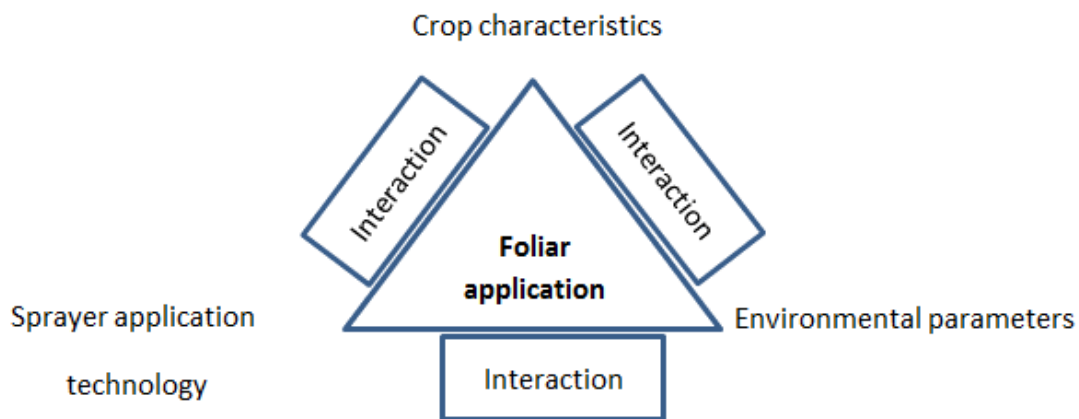 Crop characteristics
Interaction
Interaction
Foliar
application
Sprayer application
technology
Environmental parameters
Interaction